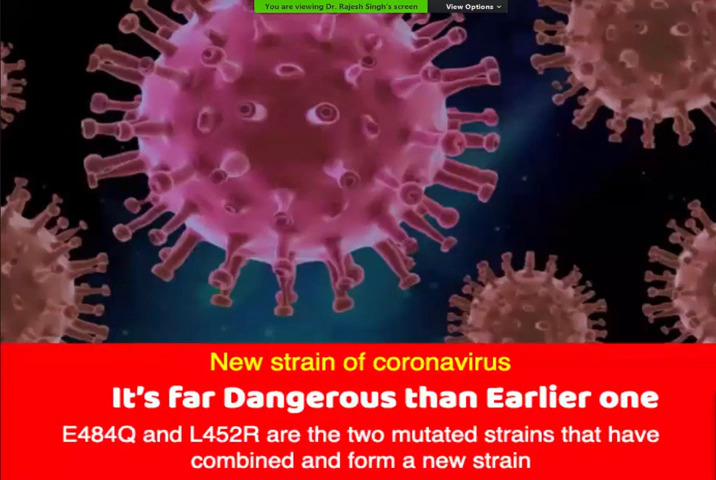 You are viewing Dr. Rajesh Singh's screen View Options
New strain of coronavirus
It's far Dangerous than Earlier one
E484Q and L452R are the two mutated strains that have
combined and form a new strain